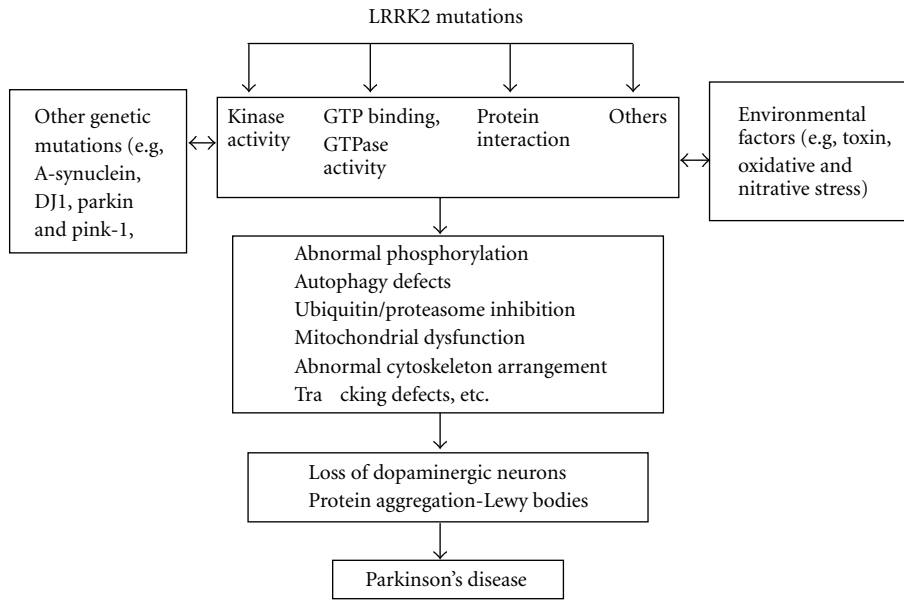 LRRK2 mutations
Other genetic
mutations (e.g,
A-synuclein,
DJ1, parkin
and pink-1,
Kinase
activity
GTP binding,
GTPase
activity
Protein
interaction
Others
Environmental
factors (e.g, toxin,
oxidative and
nitrative stress)
Abnormal phosphorylation
Autophagy defects
Ubiquitin/proteasome inhibition
Mitochondrial dysfunction
Abnormal cytoskeleton arrangement
Tra cking defects, etc.
Loss of dopaminergic neurons
Protein aggregation-Lewy bodies
Parkinson's disease